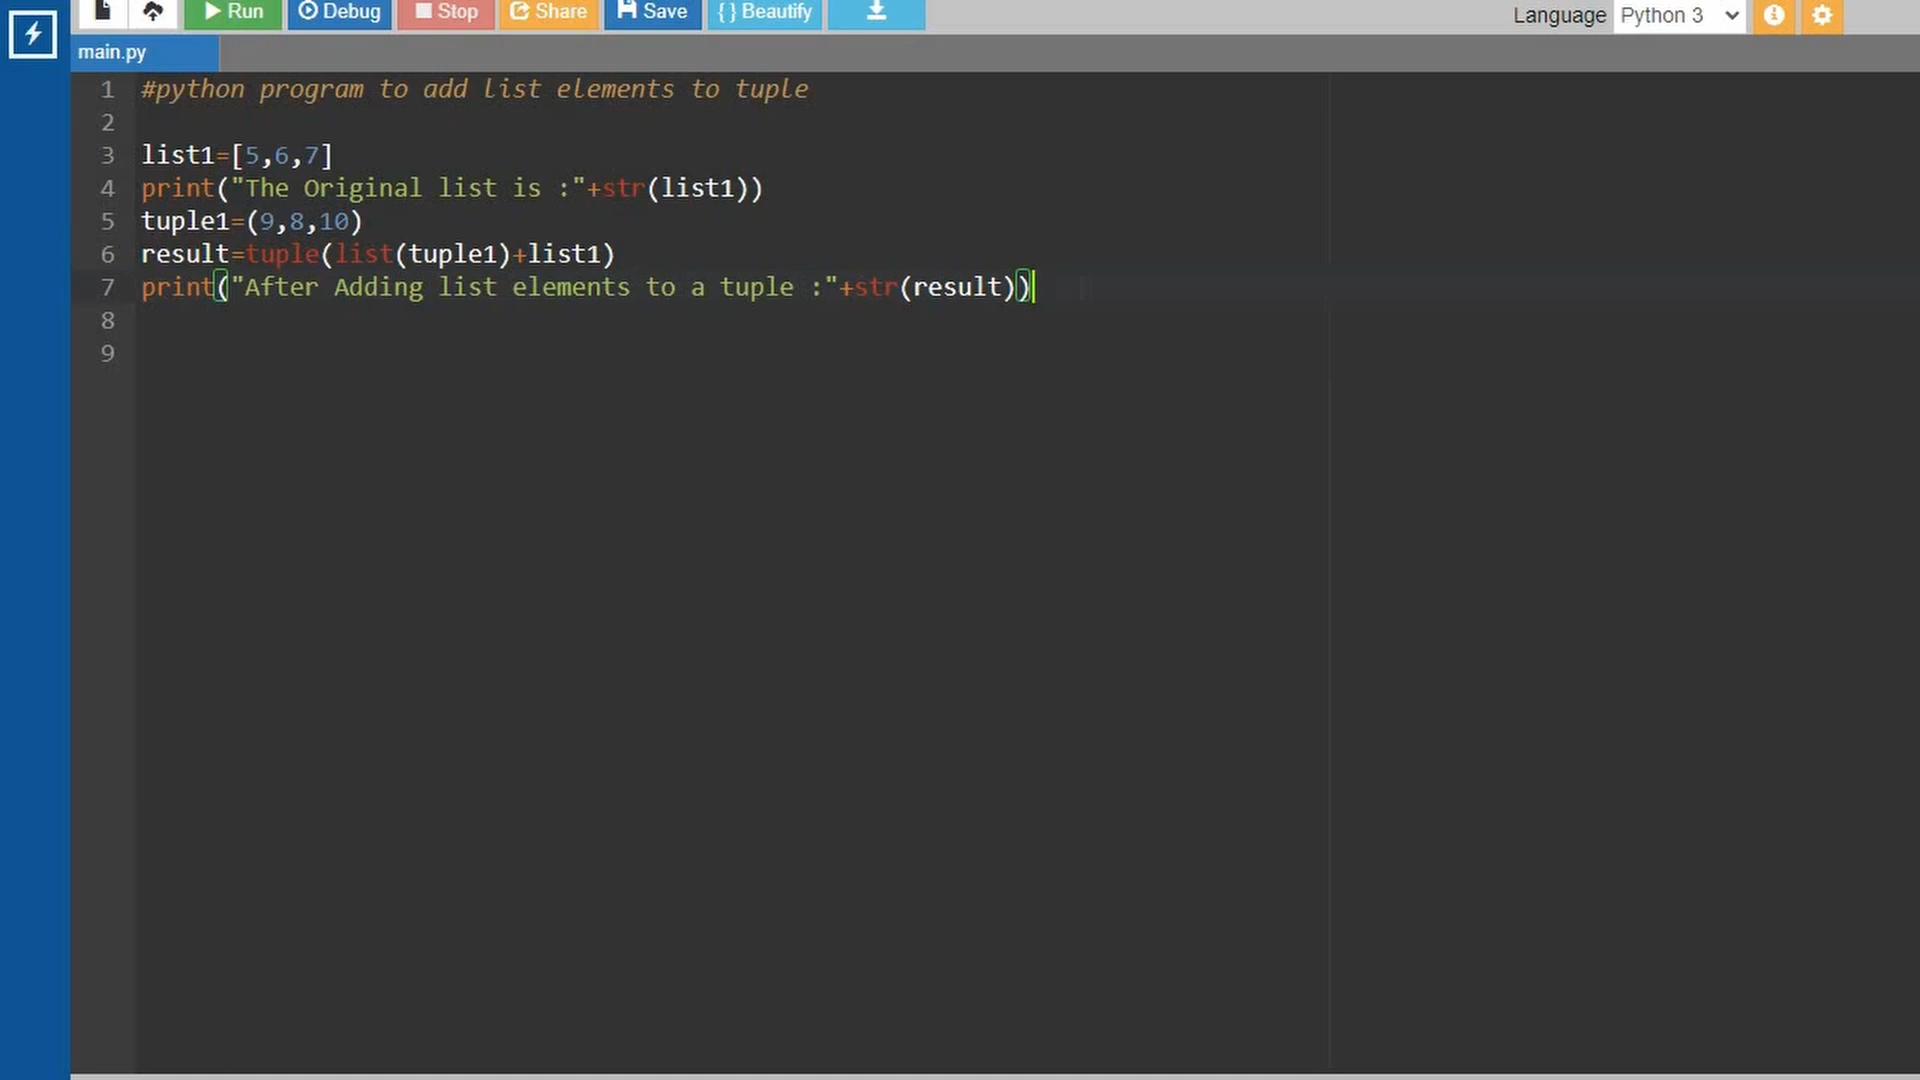 Run Debug Stop Share Save { } Beautify Language Python 3
main.py
1 #python program to add list elements to tuple
2
3 list1=[5,6,7]
4 print("The Original list is :"+str(list1))
5 tuple1=(9,8,10)
6 result=tuple(list(tuple1)+list1)
7 print("After Adding list elements to a tuple :"+str(result))
8
9